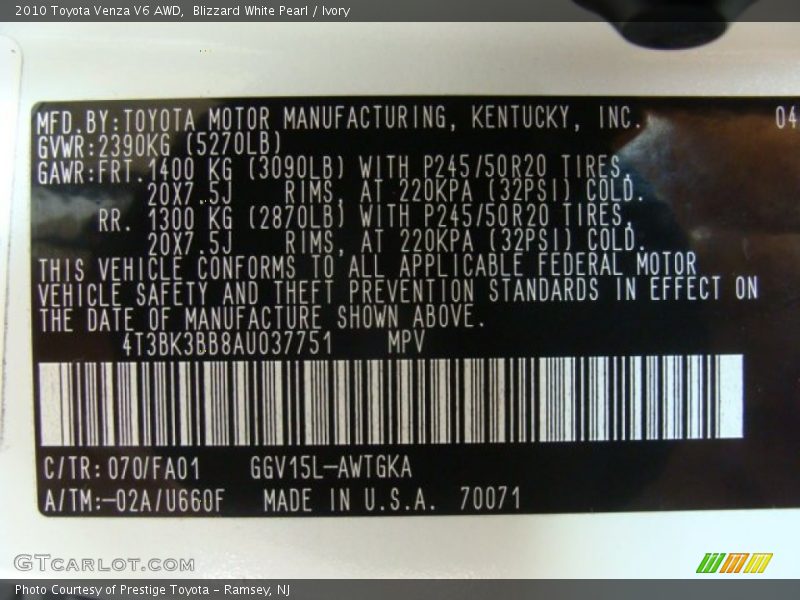 2010 Toyota Venza V6 AWD,  Blizzard White Pearl / Ivory
MFD.BY:TOYOTA MOTOR MANUFACTURING, KENTUCKY, INC. 04
GVWR:2390KG (5270LB)
GAWR:FRT.1400 KG (3090LB) WITH P245/50R20 TIRES,
20X7.5J RIMS, AT 220KPA (32PSI) COLD.
RR. 1300 KG (2870LB) WITH P245/50R20 TIRES,
20X7.5J RIMS, AT 220KPA (32PSI) COLD.
THIS VEHICLE CONFORMS TO ALL APPLICABLE FEDERAL MOTOR
VEHICLE SAFETY AND THEFT PREVENTION STANDARDS IN EFFECT ON
THE DATE OF MANUFACTURE SHOWN ABOVE.
4T3BK3BB8AU037751 MPV
C/TR:070/FA01 GGV15L-AWTGKA
A/TM:-02A/U660F MADE IN U.S.A. 70071
GTCARLOT.COM
Photo Courtesy of Prestige Toyota - Ramsey, NJ